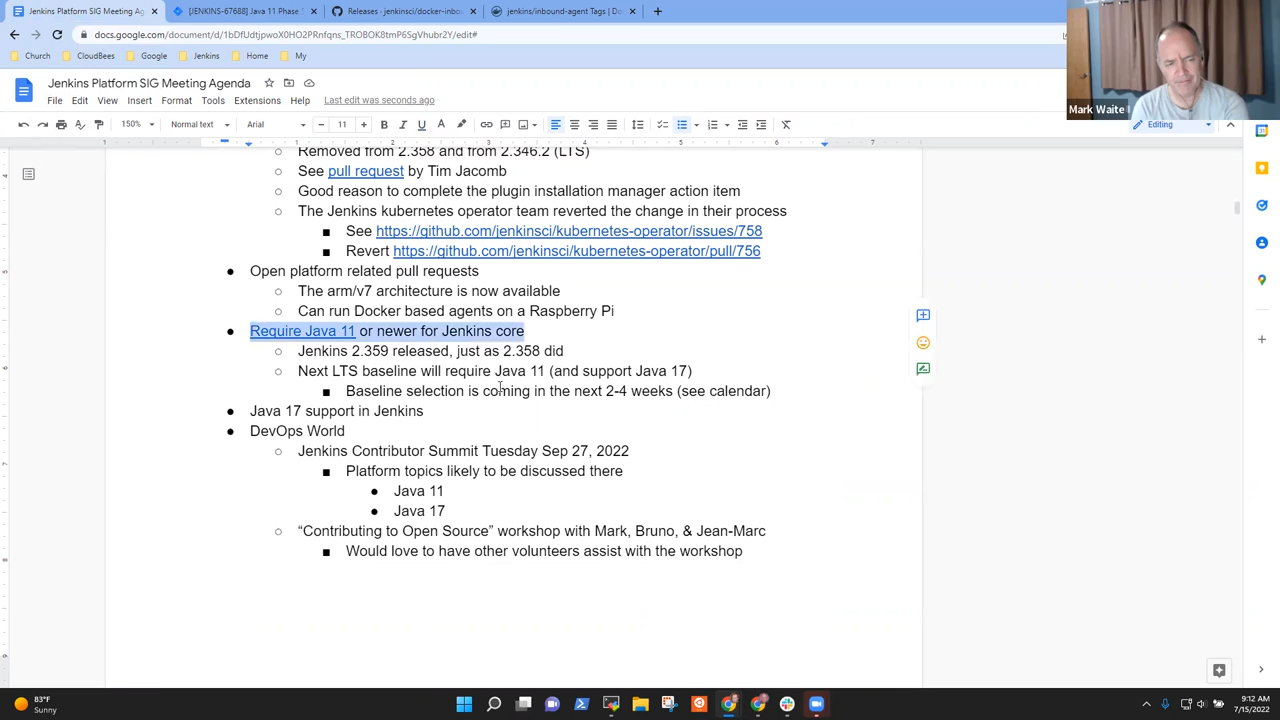 Jenkins Platform SIG Meeting Ag
[JENKINS-67688] Java 11 Phase
Releases · jenkinsci/docker-inbou
jenkins/inbound-agent Tags | Do
docs.google.com/document/d/1bDfUdtjpwoX0HO2PRnfqns_TROBOK8tmP6SgVhubr2Y/edit#
Church
CloudBees
Google
Jenkins
Home
My
Jenkins Platform SIG Meeting Agenda
File Edit View Insert Format Tools Extensions Help Last edit was seconds ago
Mark Waite
150% Normal text Arial 11 Editing
Removed from 2.358 and from 2.346.2 (LTS)
See pull request by Tim Jacomb
Good reason to complete the plugin installation manager action item
The Jenkins kubernetes operator team reverted the change in their process
See https://github.com/jenkinsci/kubernetes-operator/issues/758
Revert https://github.com/jenkinsci/kubernetes-operator/pull/756
Open platform related pull requests
The arm/v7 architecture is now available
Can run Docker based agents on a Raspberry Pi
Require Java 11 or newer for Jenkins core
Jenkins 2.359 released, just as 2.358 did
Next LTS baseline will require Java 11 (and support Java 17)
Baseline selection is coming in the next 2-4 weeks (see calendar)
Java 17 support in Jenkins
DevOps World
Jenkins Contributor Summit Tuesday Sep 27, 2022
Platform topics likely to be discussed there
Java 11
Java 17
“Contributing to Open Source” workshop with Mark, Bruno, & Jean-Marc
Would love to have other volunteers assist with the workshop
83°F
Sunny
9:12 AM
7/15/2022